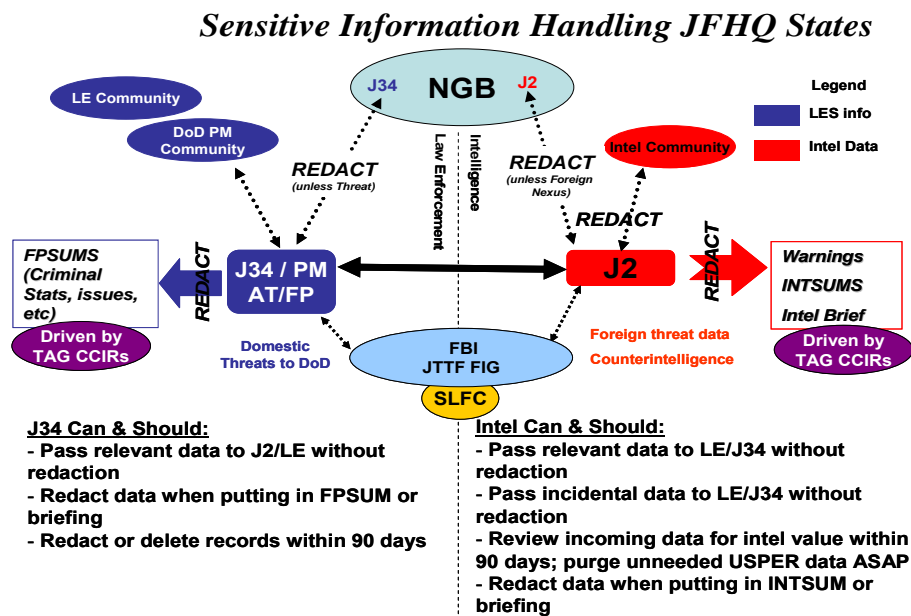 Sensitive Information Handling JFHQ States
LE Community
DoD PM
Community
J34
NGB
J2
Legend
LES info
Intel Data
REDACT
(unless Threat)
Law Enforcement
Intelligence
REDACT
(unless Foreign
Nexus)
Intel Community
REDACT
FPSUMS
(Criminal
Stats, issues,
etc)
Driven by
TAG CCIRs
REDACT
J34 / PM
AT/FP
J2
REDACT
Warnings
INTSUMS
Intel Brief
Driven by
TAG CCIRs
Domestic
Threats to DoD
FBI
JTTF FIG
SLFC
Foreign threat data
Counterintelligence
J34 Can & Should:
- Pass relevant data to J2/LE without
redaction
- Redact data when putting in FPSUM or
briefing
- Redact or delete records within 90 days
Intel Can & Should:
- Pass relevant data to LE/J34 without
redaction
- Pass incidental data to LE/J34 without
redaction
- Review incoming data for intel value within
90 days; purge unneeded USPER data ASAP
- Redact data when putting in INTSUM or
briefing